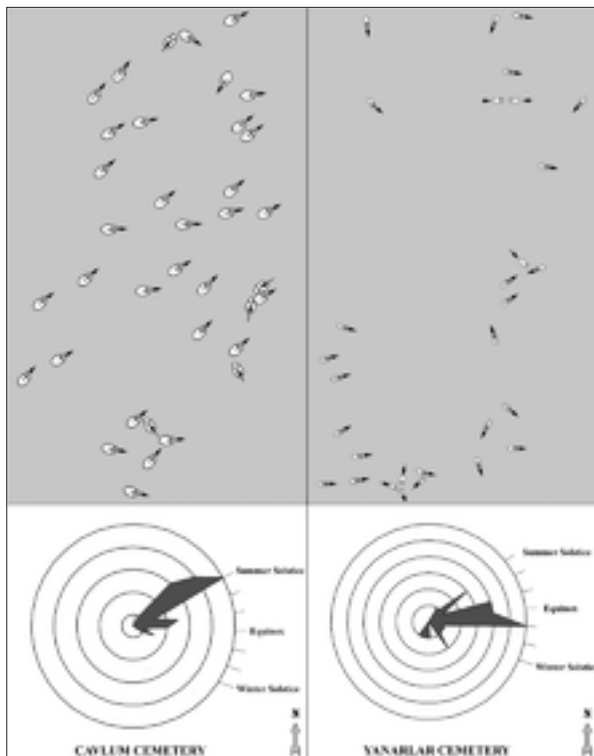 Summer Solstice
Equinox
Winter Solstice
N
CAVLUM CEMETERY
Summer Solstice
Equinox
Winter Solstice
N
YANARLAR CEMETERY